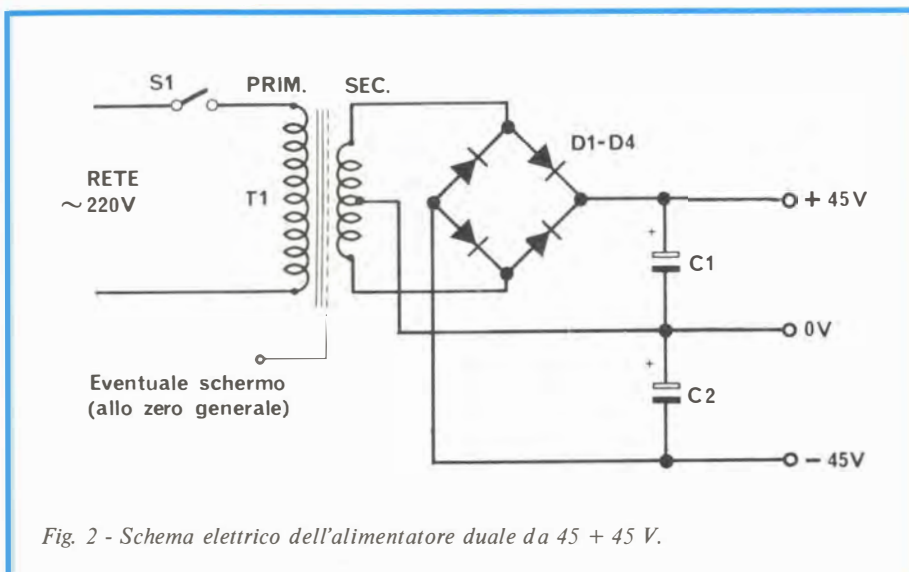 S1
PRIM.
SEC.
D1-D4
RETE
~ 220V
T1
+ 45V
+
C1
0V
Eventuale schermo
(allo zero generale)
+
C2
- 45V
Fig. 2 - Schema elettrico dell'alimentatore duale da 45 + 45 V.